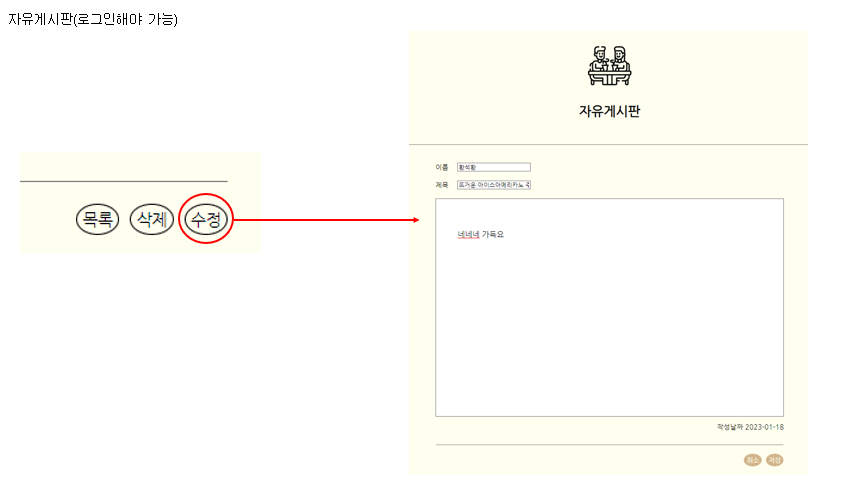 자유게시판(로그인해야 가능)
목록 삭제 수정
자유게시판
이름 황석황
제목 뜨거운 아이스아메리카노
네네네 가득요
작성날짜 2023-01-18
취소 저장